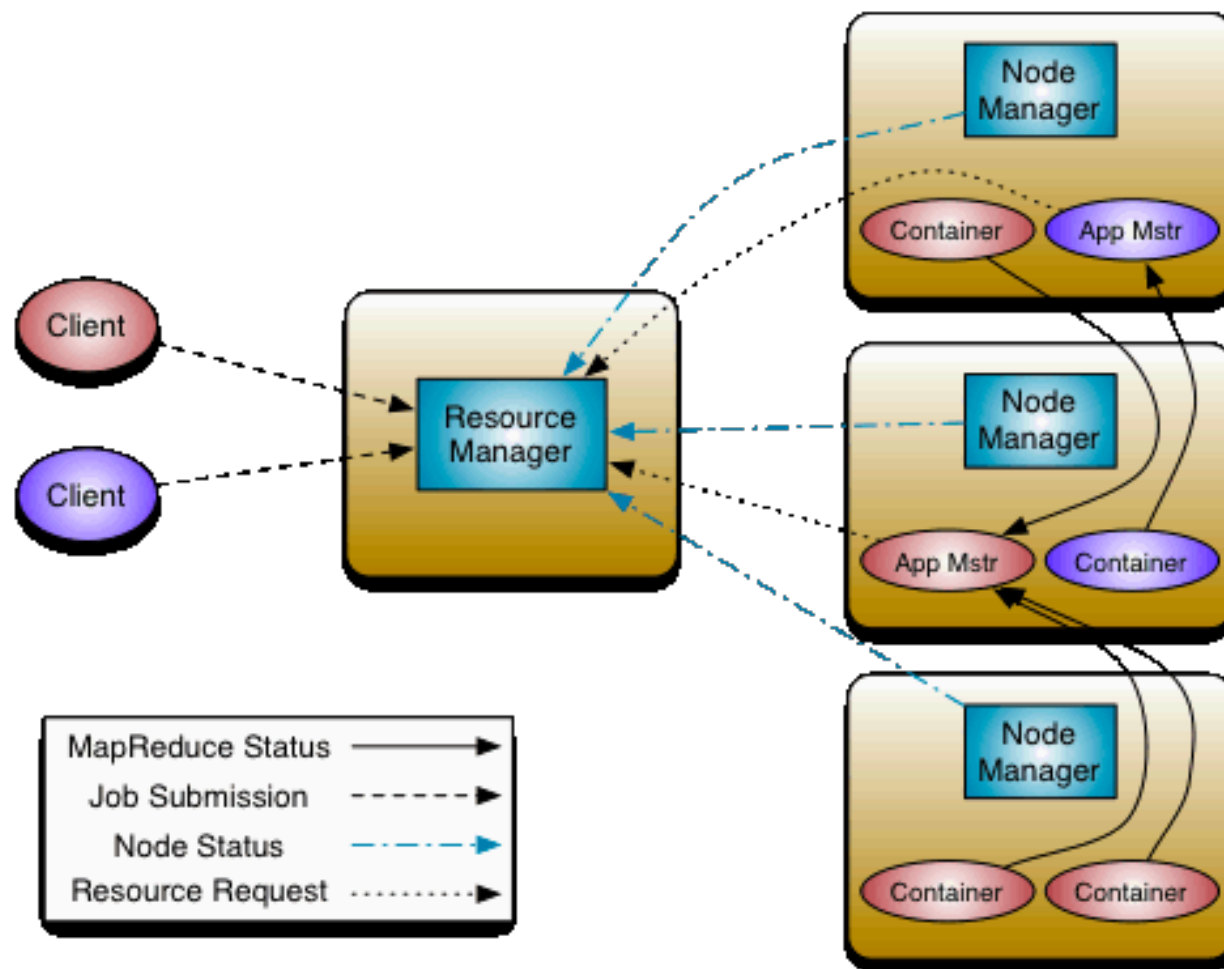 Node
Manager
Container
App Mstr
Client
Resource
Manager
Node
Manager
Client
App Mstr
Container
Node
Manager
MapReduce Status
Job Submission
Node Status
Resource Request
Container
Container